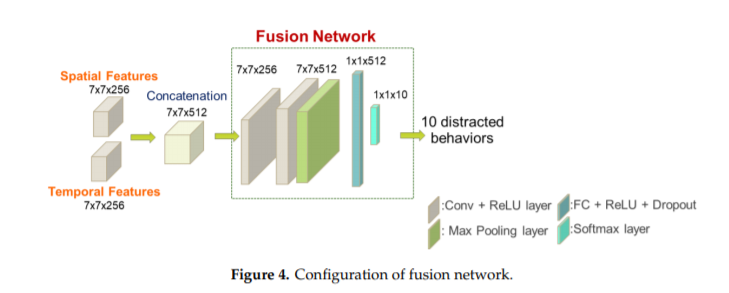 Fusion Network
Spatial Features
7x7x256
Temporal Features
7x7x256
Concatenation
7x7x512
7x7x256
7x7x512
1x1x512
1x1x10
10 distracted
behaviors
:Conv + ReLU layer
:FC + ReLU + Dropout
: Max Pooling layer
:Softmax layer
Figure 4. Configuration of fusion network.